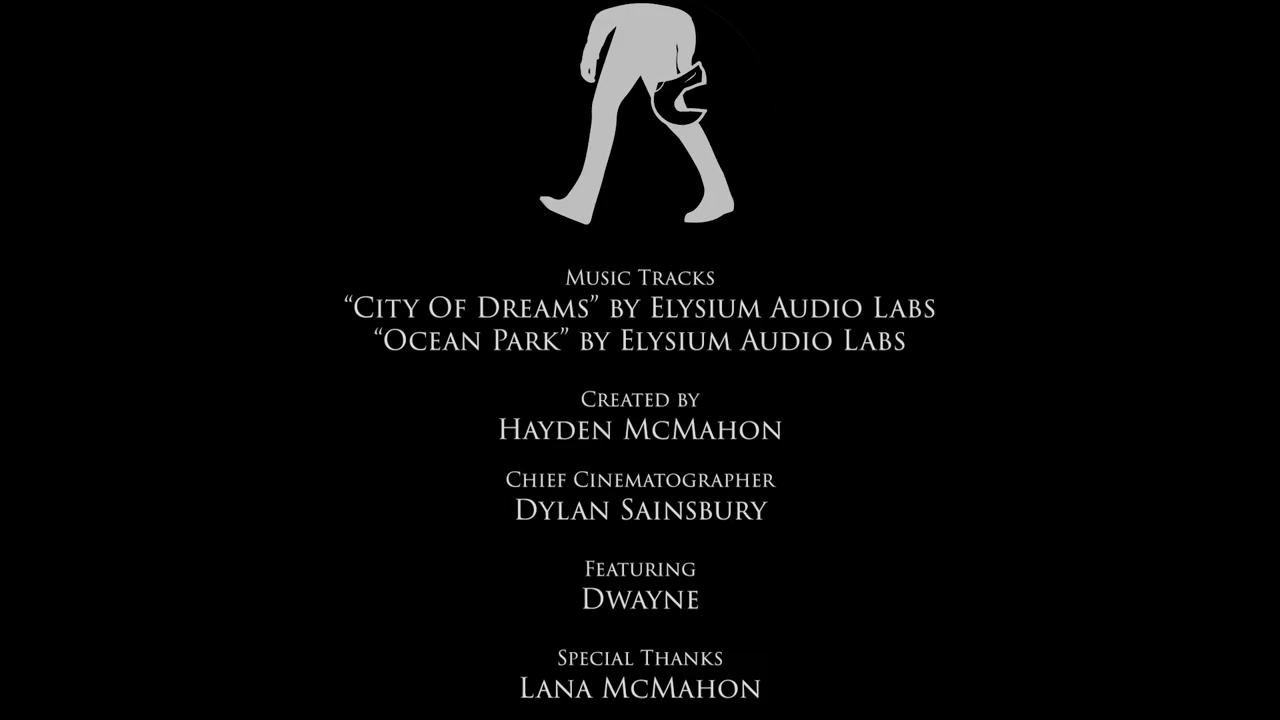 Music Tracks
“City Of Dreams” by Elysium Audio Labs
“Ocean Park” by Elysium Audio Labs
Created by
Hayden McMahon
Chief Cinematographer
Dylan Sainsbury
Featuring
Dwayne
Special Thanks
Lana McMahon